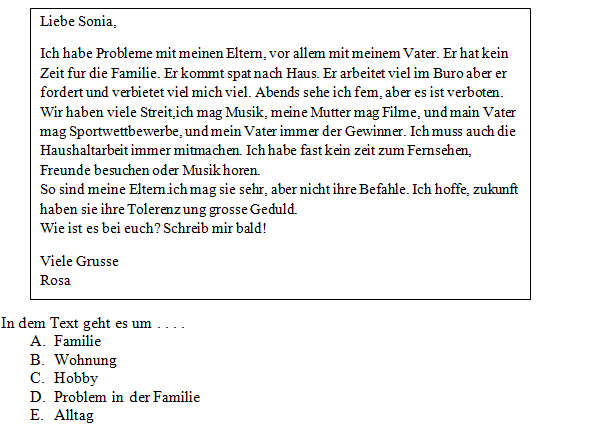 Liebe Sonia,
Ich habe Probleme mit meinen Eltern, vor allem mit meinem Vater. Er hat kein
Zeit fur die Familie. Er kommt spat nach Haus. Er arbeitet viel im Buro aber er
fordert und verbietet viel mich viel. Abends sehe ich fem, aber es ist verboten.
Wir haben viele Streit,ich mag Musik, meine Mutter mag Filme, und main Vater
mag Sportwettbewerbe, und mein Vater immer der Gewinner. Ich muss auch die
Haushaltarbeit immer mitmachen. Ich habe fast kein zeit zum Fernsehen,
Freunde besuchen oder Musik horen.
So sind meine Eltern.ich mag sie sehr, aber nicht ihre Befahle. Ich hoffe, zukunft
haben sie ihre Tolerenz ung grosse Geduld.
Wie ist es bei euch? Schreib mir bald!
Viele Grusse
Rosa
In dem Text geht es um . . . .
A. Familie
B. Wohnung
C. Hobby
D. Problem in der Familie
E. Alltag